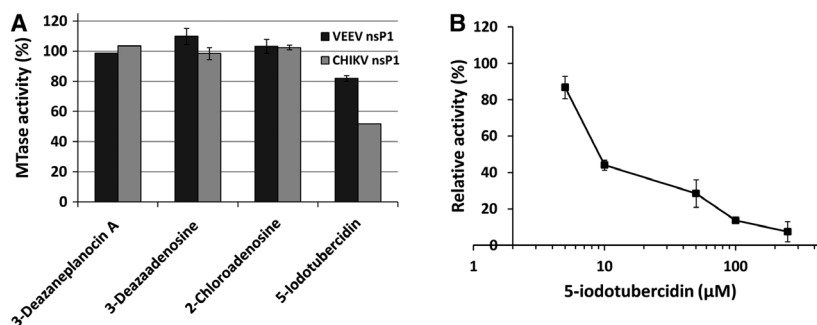 A
MTase activity (%)
120
100
80
60
40
20
0
VEEV nsP1
CHIKV nsP1
3-Deazaneplanocin A
3-Deazaadenosine
2-Chloroadenosine
5-Iodotubercidin
B
Relative activity (%)
120
100
80
60
40
20
0
1
10
100
5-iodotubercidin (µM)